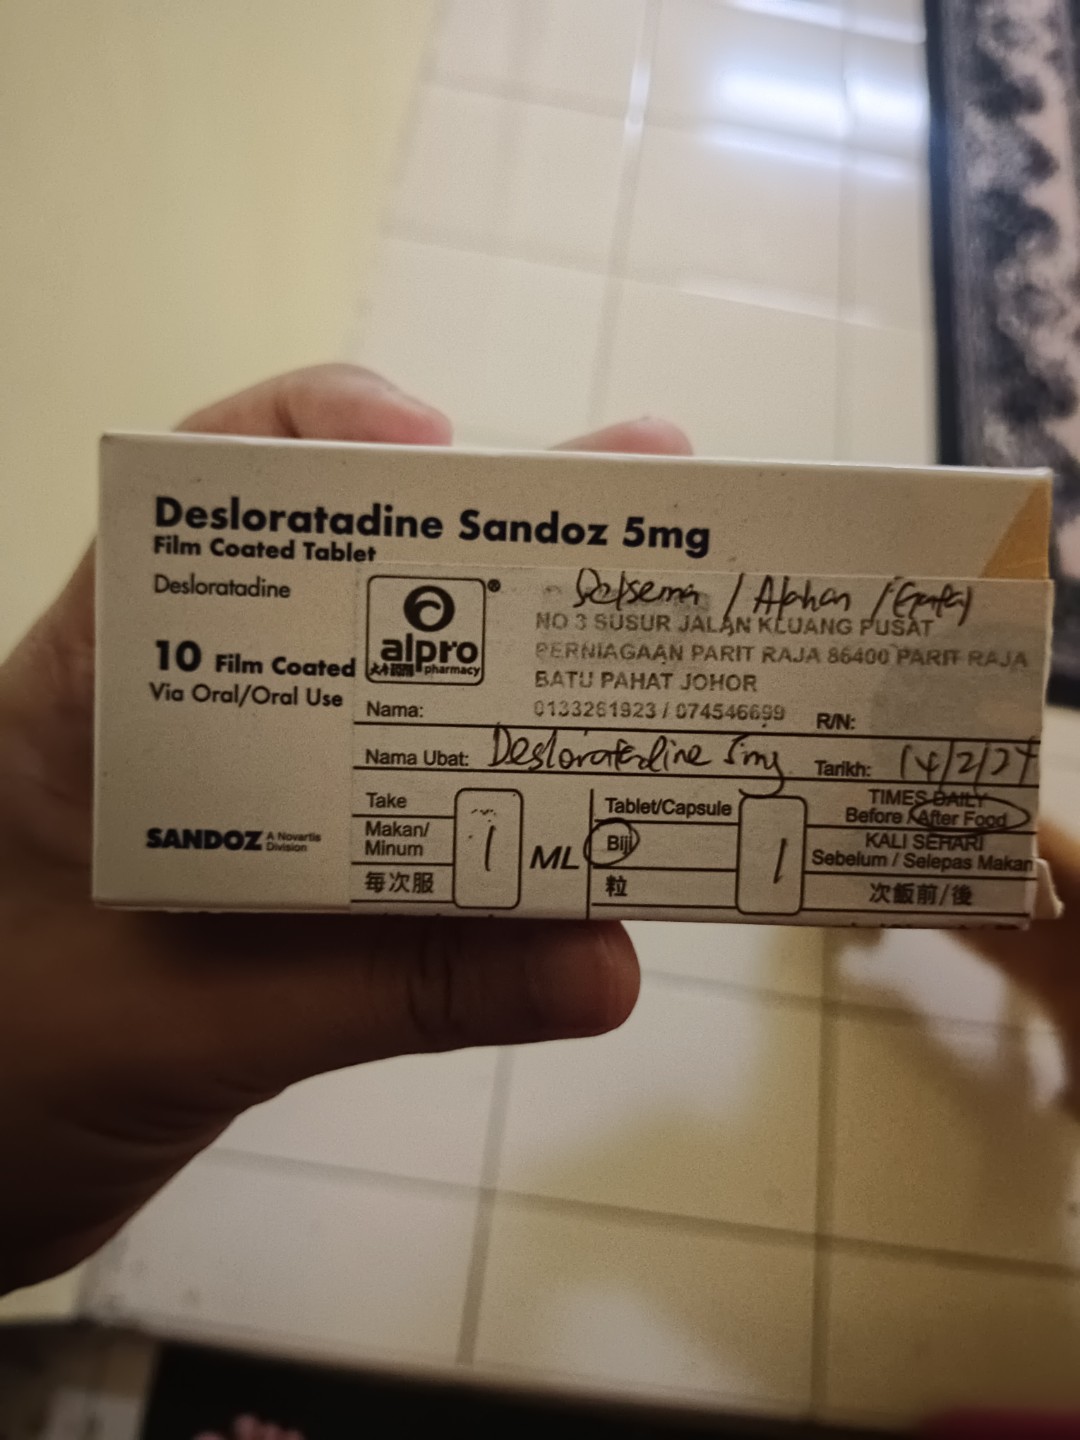 Desloratadine Sandoz 5mg
Film Coated Tablet
Desloratadine
10 Film Coated
Via Oral/Oral Use
SANDOZ A Novartis Division
alpro®
pharmacy
Selsema / Alahan / Gatal
NO 3 SUSUR JALAN KLUANG PUSAT
PERNIAGAAN PARIT RAJA 86400 PARIT RAJA
BATU PAHAT JOHOR
Nama: 0133261923 / 074546699 R/N:
Nama Ubat: Desloratadine 5mg Tarikh: 14/2/24
Take
Makan/
Minum
每次服
1 ML
Tablet/Capsule
Biji
粒
1
TIMES DAILY
Before / After Food
KALI SEHARI
Sebelum / Selepas Makan
次飯前/後